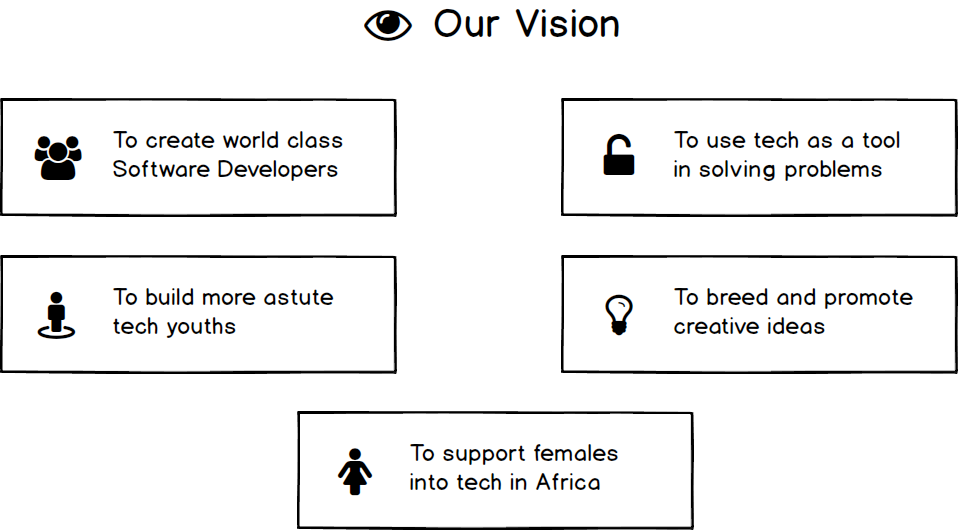 Our Vision
To create world class
Software Developers
To use tech as a tool
in solving problems
To build more astute
tech youths
To breed and promote
creative ideas
To support females
into tech in Africa